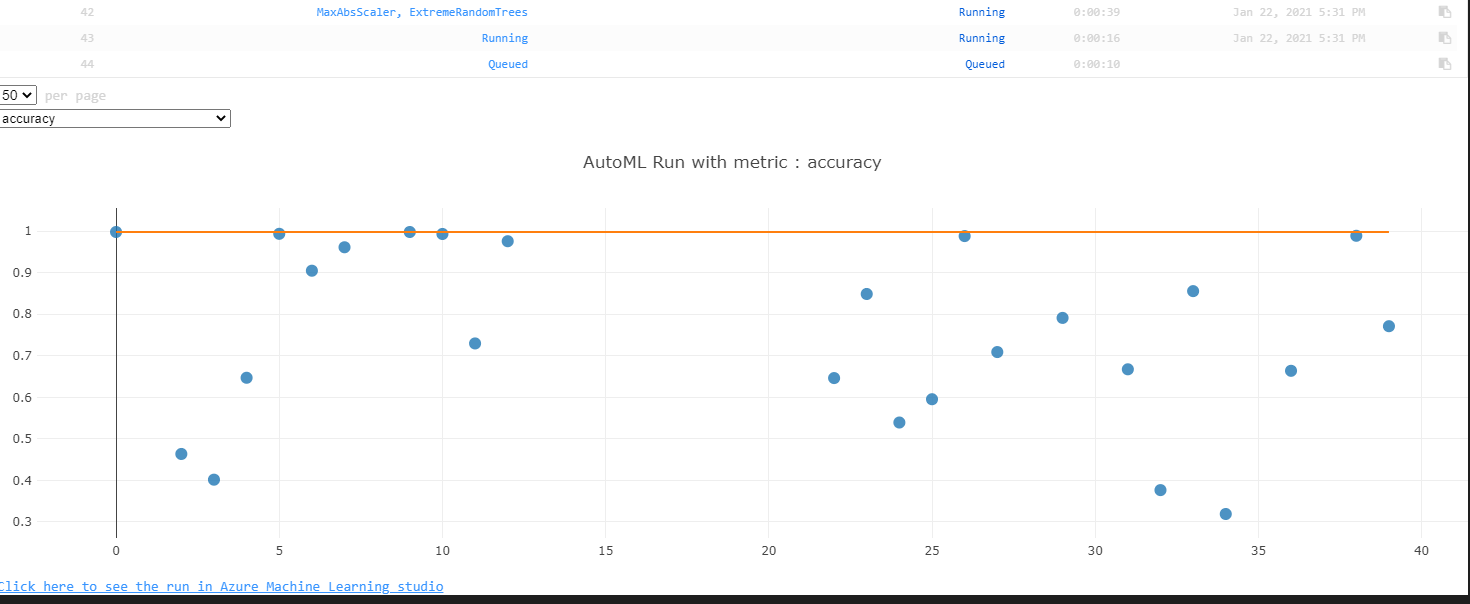 42 MaxAbsScaler, ExtremeRandomTrees Running 0:00:39 Jan 22, 2021 5:31 PM
43 Running Running 0:00:16 Jan 22, 2021 5:31 PM
44 Queued Queued 0:00:10
50 per page
accuracy
AutoML Run with metric : accuracy
1
0.9
0.8
0.7
0.6
0.5
0.4
0.3
0 5 10 15 20 25 30 35 40
Click here to see the run in Azure Machine Learning studio